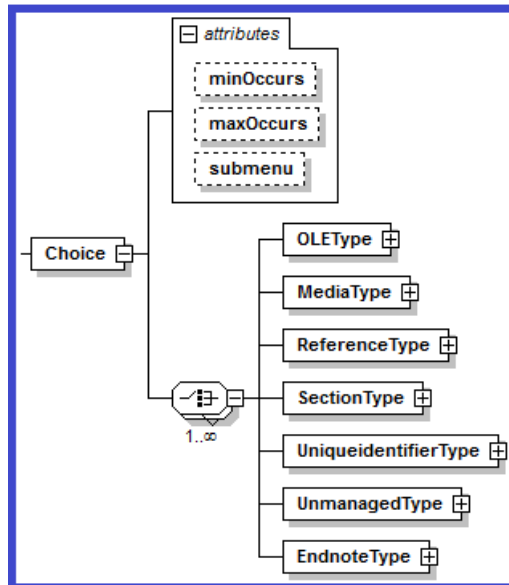 attributes
minOccurs
maxOccurs
submenu
Choice
OLEType
MediaType
ReferenceType
SectionType
1..∞
UniqueidentifierType
UnmanagedType
EndnoteType